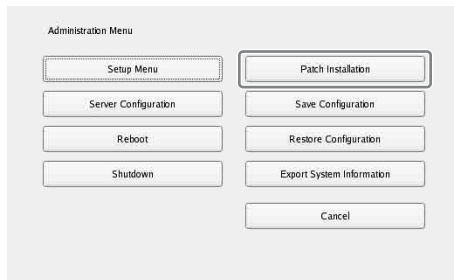 Administration Menu
Setup Menu
Patch Installation
Server Configuration
Save Configuration
Reboot
Restore Configuration
Shutdown
Export System Information
Cancel